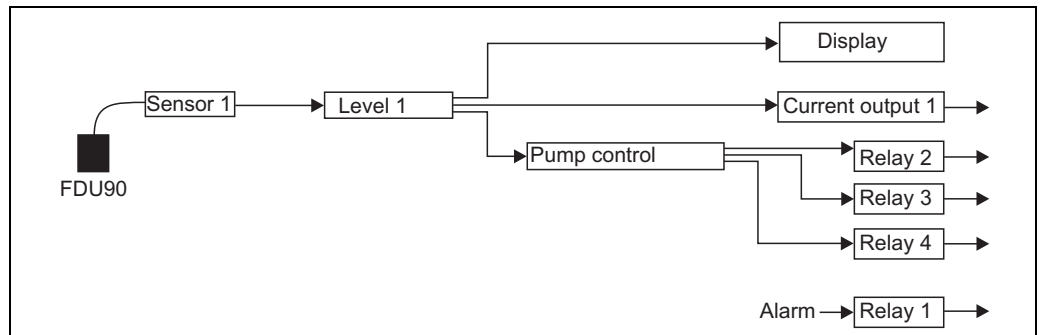 Display
Sensor 1
Level 1
Current output 1
FDU90
Pump control
Relay 2
Relay 3
Relay 4
Alarm
Relay 1